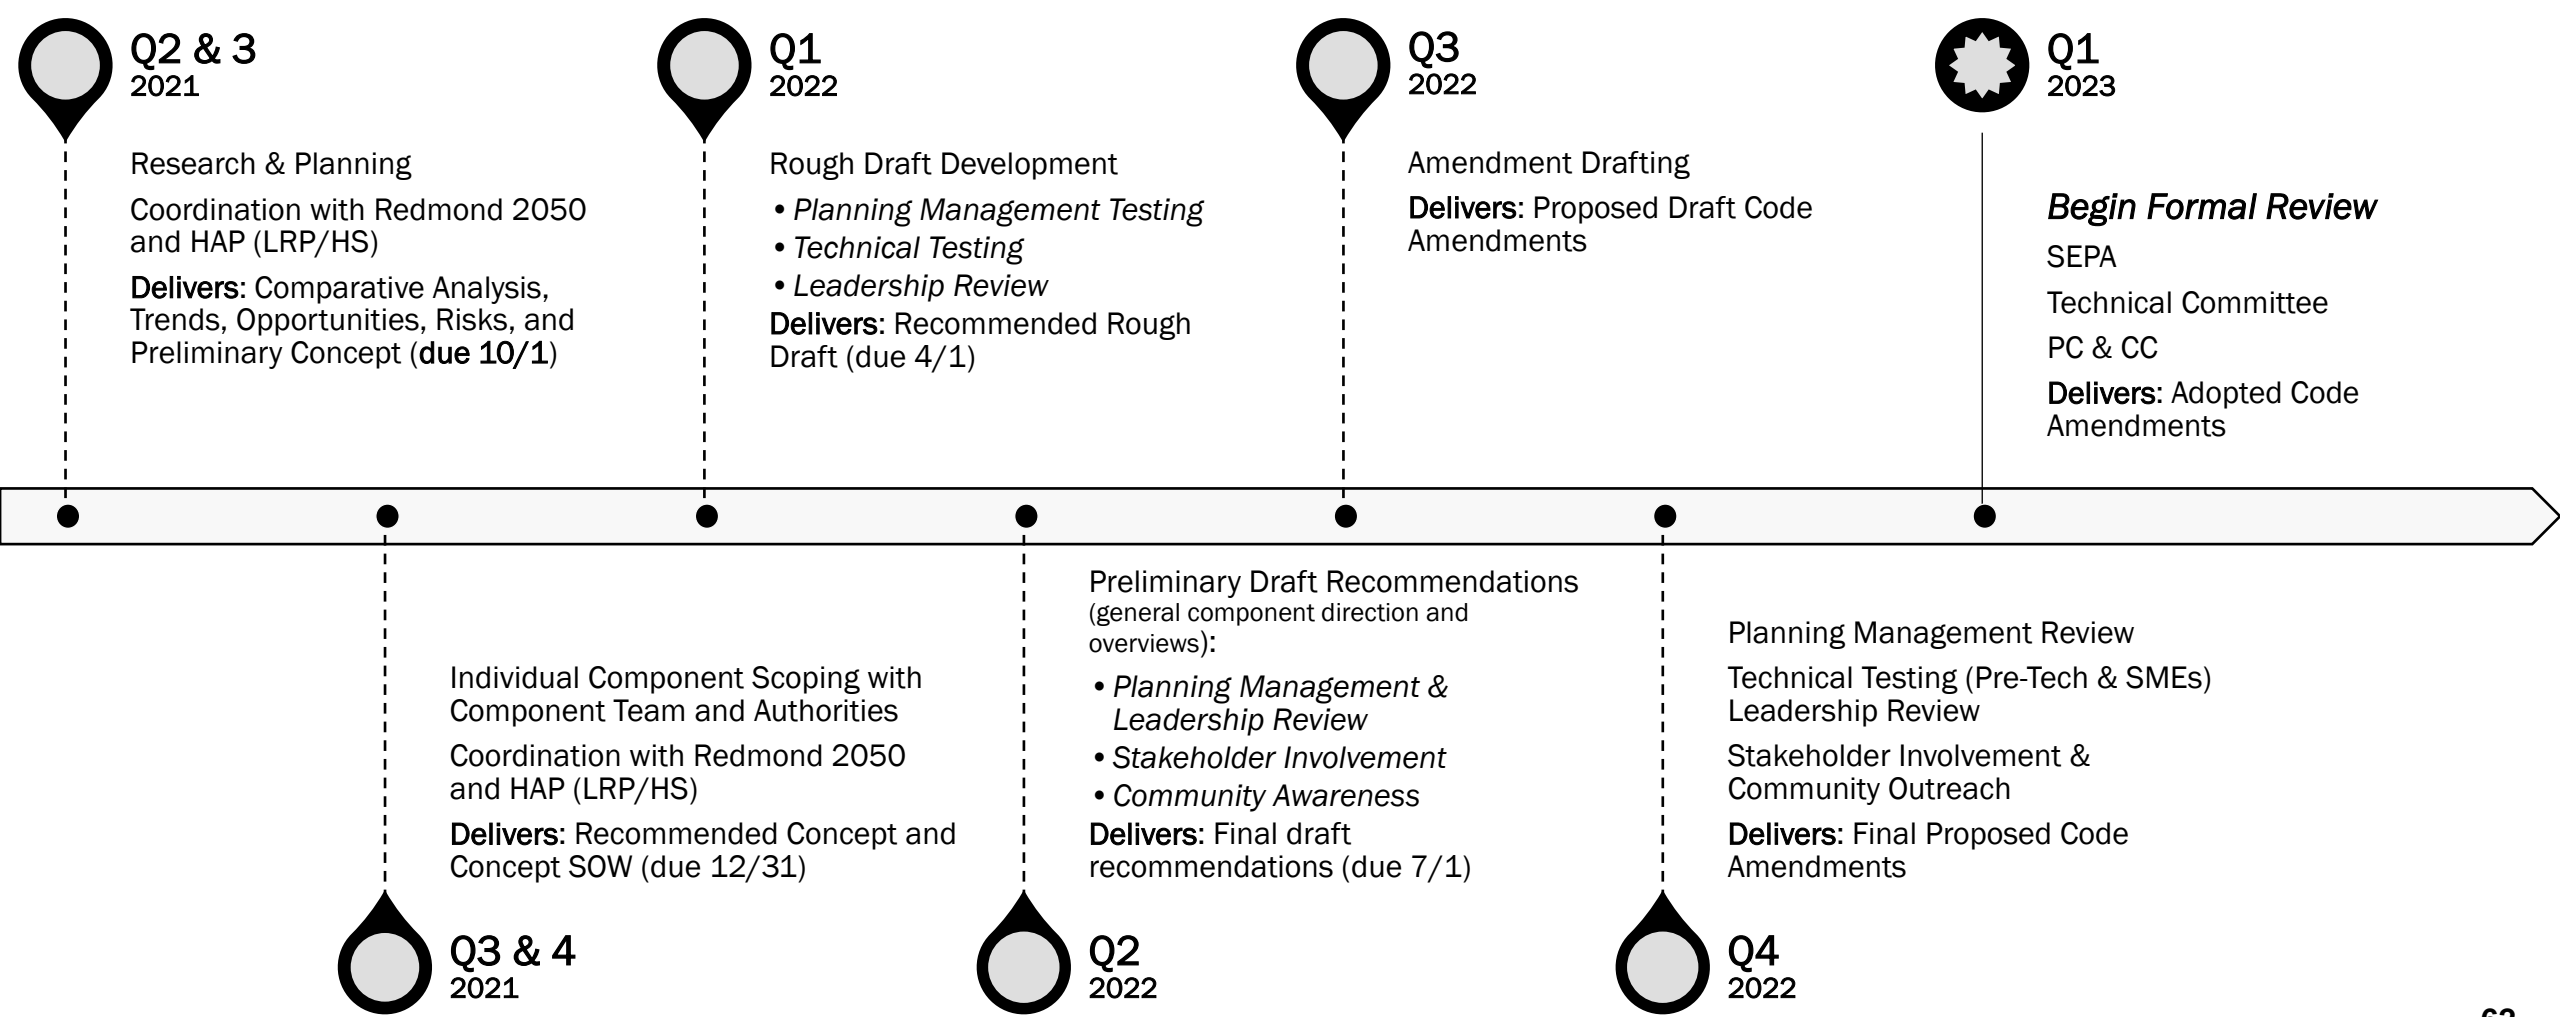 Q2 & 3
2021
Research & Planning
Coordination with Redmond 2050
and HAP (LRP/HS)
Delivers: Comparative Analysis,
Trends, Opportunities, Risks, and
Preliminary Concept (due 10/1)
Q1
2022
Rough Draft Development
• Planning Management Testing
• Technical Testing
• Leadership Review
Delivers: Recommended Rough
Draft (due 4/1)
Q3
2022
Amendment Drafting
Delivers: Proposed Draft Code
Amendments
Q1
2023
Begin Formal Review
SEPA
Technical Committee
PC & CC
Delivers: Adopted Code
Amendments
Individual Component Scoping with
Component Team and Authorities
Coordination with Redmond 2050
and HAP (LRP/HS)
Delivers: Recommended Concept and
Concept SOW (due 12/31)
Q3 & 4
2021
Preliminary Draft Recommendations
(general component direction and
overviews):
• Planning Management &
Leadership Review
• Stakeholder Involvement
• Community Awareness
Delivers: Final draft
recommendations (due 7/1)
Q2
2022
Planning Management Review
Technical Testing (Pre-Tech & SMEs)
Leadership Review
Stakeholder Involvement &
Community Outreach
Delivers: Final Proposed Code
Amendments
Q4
2022